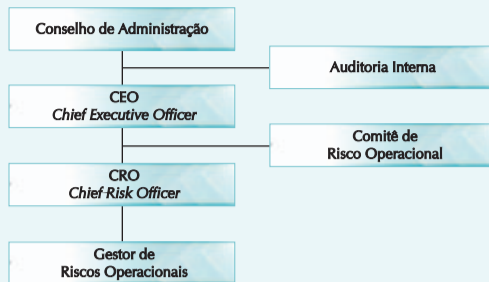 Conselho de Administração
Auditoria Interna
CEO
Chief Executive Officer
Comitê de
Risco Operacional
CRO
Chief Risk Officer
Gestor de
Riscos Operacionais